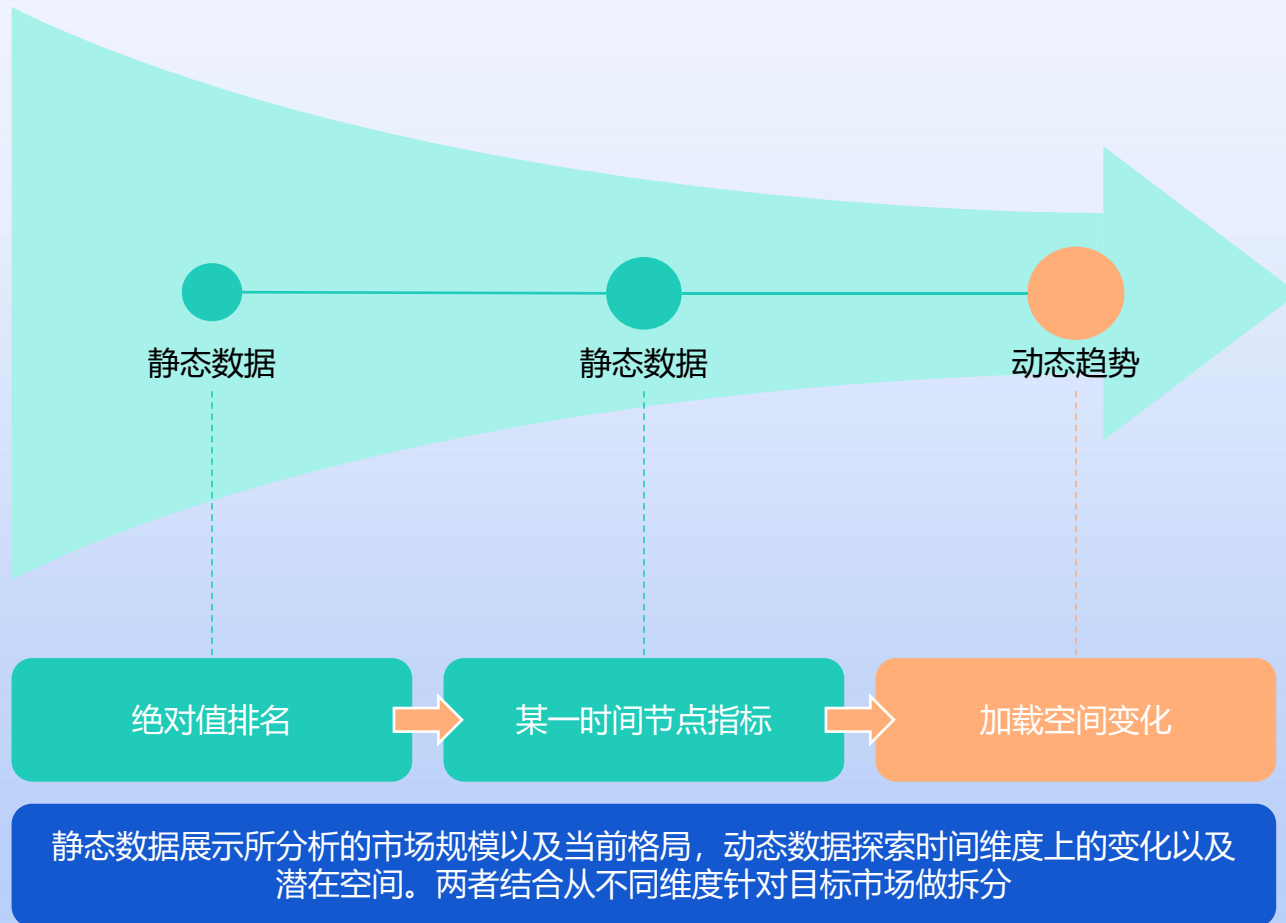 静态数据
静态数据
动态趋势
绝对值排名
某一时间节点指标
加载空间变化
静态数据展示所分析的市场规模以及当前格局，动态数据探索时间维度上的变化以及
潜在空间。两者结合从不同维度针对目标市场做拆分